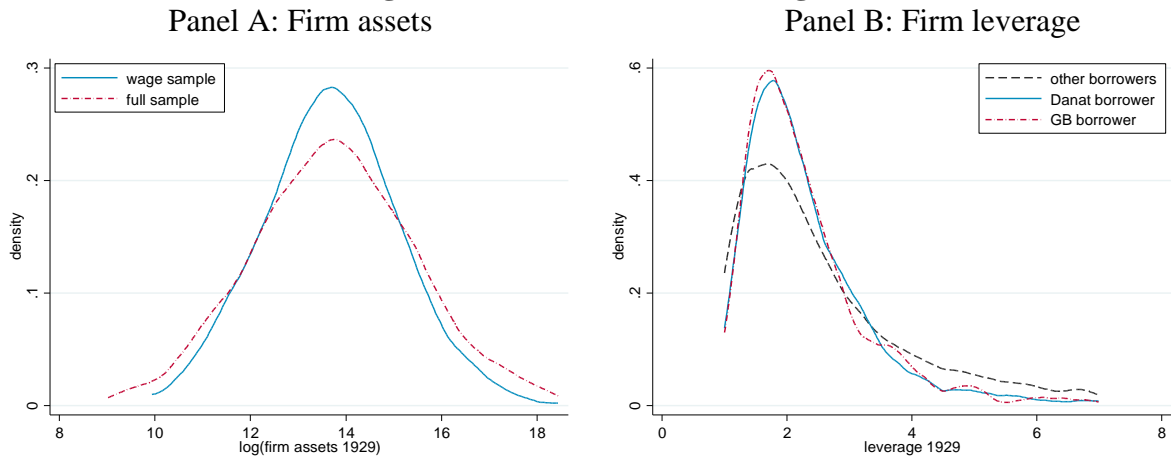 Panel A: Firm assets
.3
.2
.1
0
density
8
10
12
14
16
18
log(firm assets 1929)
wage sample
full sample
Panel B: Firm leverage
.6
.4
.2
0
density
0
2
4
6
8
leverage 1929
other borrowers
Danat borrower
GB borrower